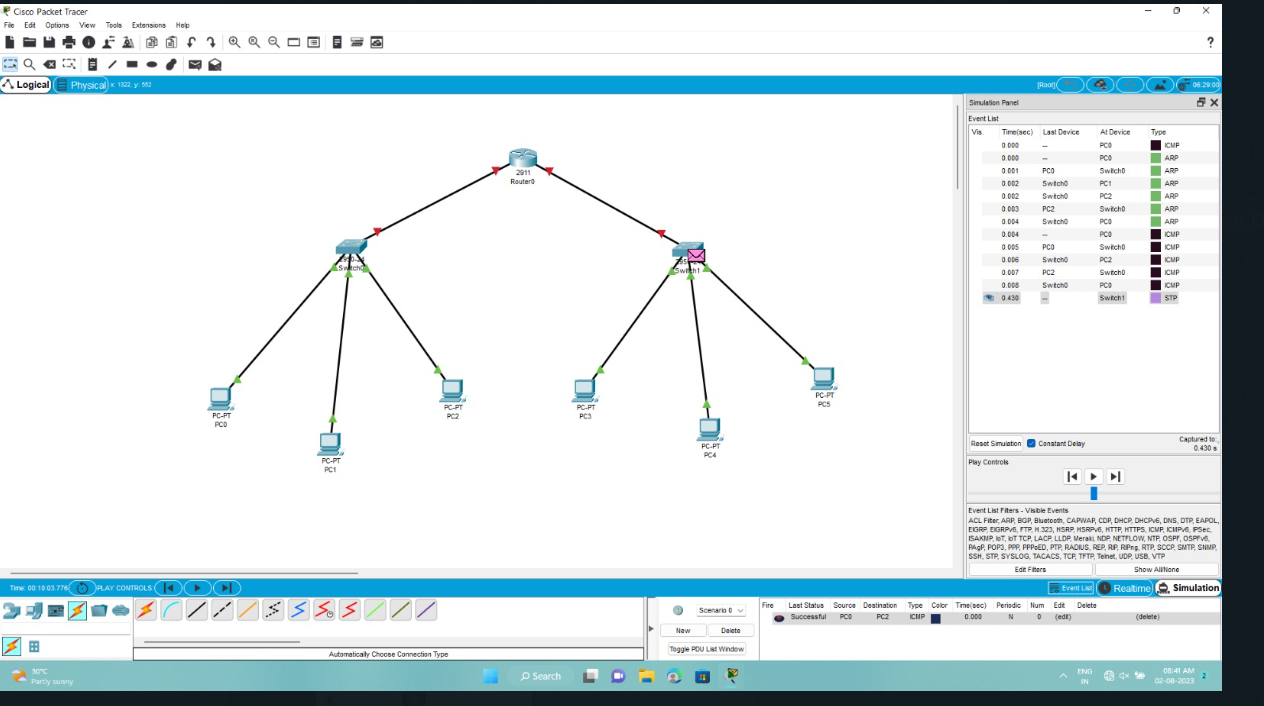 Cisco Packet Tracer
File Edit Options View Tools Extensions Help
?
Logical Physical x: 1322, y: 552 [Root] 06:29:00
Simulation Panel
Event List
Vis. Time(sec) Last Device At Device Type
0.000 -- PC0 ICMP
0.000 -- PC0 ARP
0.001 PC0 Switch0 ARP
0.002 Switch0 PC1 ARP
0.002 Switch0 PC2 ARP
0.003 PC2 Switch0 ARP
0.004 Switch0 PC0 ARP
0.004 -- PC0 ICMP
0.005 PC0 Switch0 ICMP
0.006 Switch0 PC2 ICMP
0.007 PC2 Switch0 ICMP
0.008 Switch0 PC0 ICMP
0.430 -- Switch1 STP
2911
Router0
Switch0
Switch1
PC-PT
PC0
PC-PT
PC1
PC-PT
PC2
PC-PT
PC3
PC-PT
PC4
PC-PT
PC5
Reset Simulation Constant Delay Captured to:
0.430 s
Play Controls
Event List Filters - Visible Events
ACL Filter, ARP, BGP, Bluetooth, CAPWAP, CDP, DHCP, DHCPv6, DNS, DTP, EAPOL,
EIGRP, EIGRPv6, FTP, H.323, HSRP, HSRPv6, HTTP, HTTPS, ICMP, ICMPv6, IPSec,
ISAKMP, IoT, IoT TCP, LACP, LLDP, Meraki, NDP, NETFLOW, NTP, OSPF, OSPFv6,
PAgP, POP3, PPP, PPPoED, PTP, RADIUS, REP, RIP, RIPng, RTP, SCCP, SMTP, SNMP,
SSH, STP, SYSLOG, TACACS, TCP, TFTP, Telnet, UDP, USB, VTP
Edit Filters Show All/None
Time: 00:10:03.776 PLAY CONTROLS: Event List Realtime Simulation
Scenario 0
New Delete
Toggle PDU List Window
Fire Last Status Source Destination Type Color Time(sec) Periodic Num Edit Delete
Successful PC0 PC2 ICMP 0.000 N 0 (edit) (delete)
Automatically Choose Connection Type
30°C
Partly sunny
Search
ENG
IN
08:41 AM
02-08-2023
2